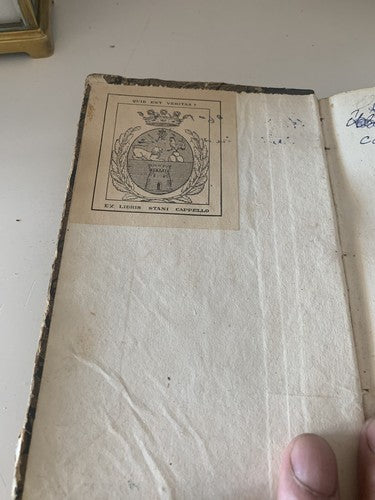 QUID EST VERITAS?
EX LIBRIS STANI CAPPELLO